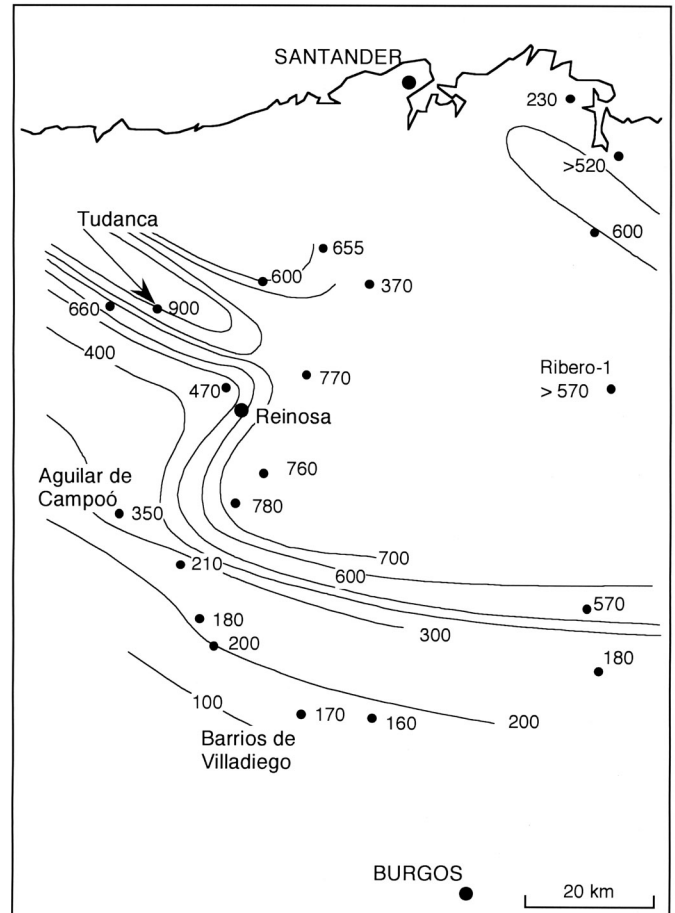 SANTANDER
230
>520
600
Tudanca
655
600
370
660
900
400
770
Ribero-1
> 570
470
Reinosa
760
Aguilar de
Campoó
780
350
700
210
600
570
180
300
200
180
100
170
160
200
Barrios de
Villadiego
BURGOS
20 km